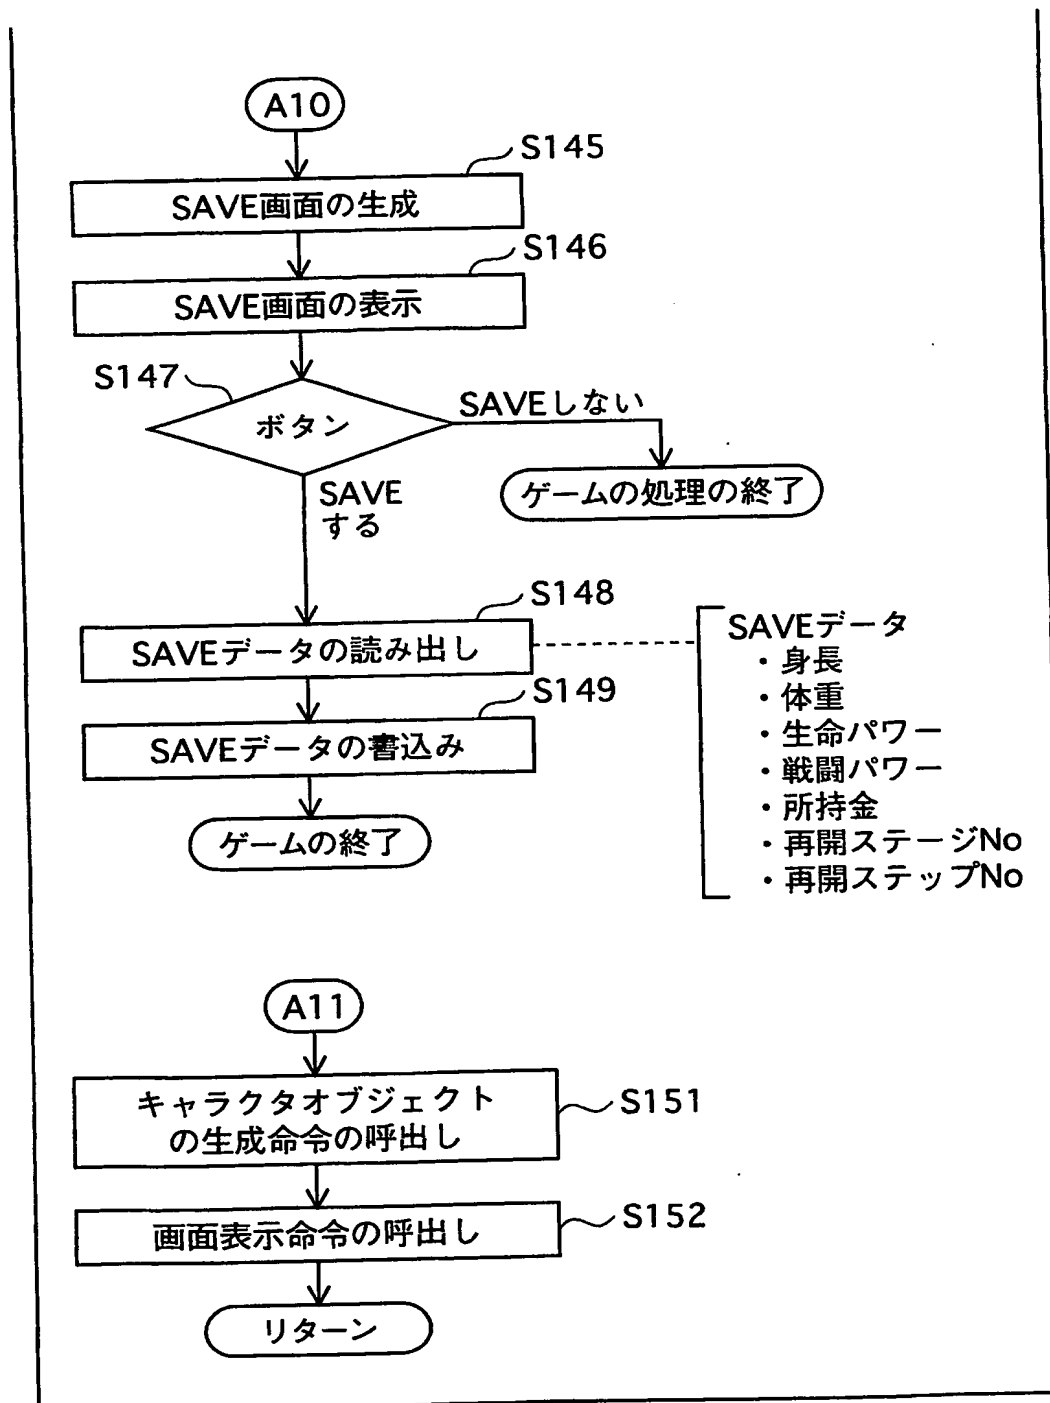 A10
S145
SAVE画面の生成
S146
SAVE画面の表示
S147
ボタン
SAVEしない
ゲームの処理の終了
SAVE
する
S148
SAVEデータの読み出し
S149
SAVEデータの書込み
ゲームの終了
SAVEデータ
・身長
・体重
・生命パワー
・戦闘パワー
・所持金
・再開ステージNo
・再開ステップNo
A11
キャラクタオブジェクト
の生成命令の呼出し
S151
画面表示命令の呼出し
S152
リターン